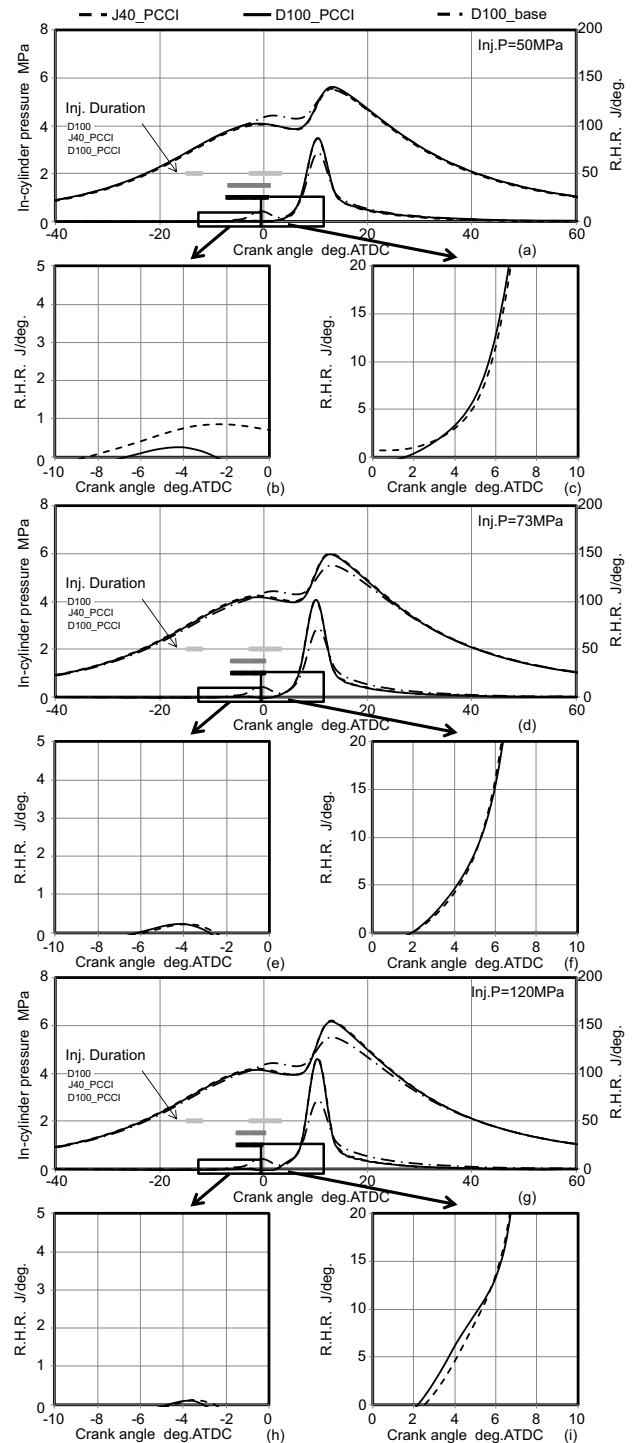 J40_PCCI D100_PCCI D100_base
In-cylinder pressure MPa
8
6
4
2
0
Inj.P=50MPa
Inj. Duration
D100
J40_PCCI
D100_PCCI
200
150
100
50
0
R.H.R. J/deg.
-40 -20 0 20 40 60
Crank angle deg.ATDC (a)
R.H.R. J/deg.
5
4
3
2
1
0
-10 -8 -6 -4 -2 0
Crank angle deg.ATDC (b)
R.H.R. J/deg.
20
15
10
5
0
0 2 4 6 8 10
Crank angle deg.ATDC (c)
In-cylinder pressure MPa
8
6
4
2
0
Inj.P=73MPa
Inj. Duration
D100
J40_PCCI
D100_PCCI
200
150
100
50
0
R.H.R. J/deg.
-40 -20 0 20 40 60
Crank angle deg.ATDC (d)
R.H.R. J/deg.
5
4
3
2
1
0
-10 -8 -6 -4 -2 0
Crank angle deg.ATDC (e)
R.H.R. J/deg.
20
15
10
5
0
0 2 4 6 8 10
Crank angle deg.ATDC (f)
In-cylinder pressure MPa
8
6
4
2
0
Inj.P=120MPa
Inj. Duration
D100
J40_PCCI
D100_PCCI
200
150
100
50
0
R.H.R. J/deg.
-40 -20 0 20 40 60
Crank angle deg.ATDC (g)
R.H.R. J/deg.
5
4
3
2
1
0
-10 -8 -6 -4 -2 0
Crank angle deg.ATDC (h)
R.H.R. J/deg.
20
15
10
5
0
0 2 4 6 8 10
Crank angle deg.ATDC (i)